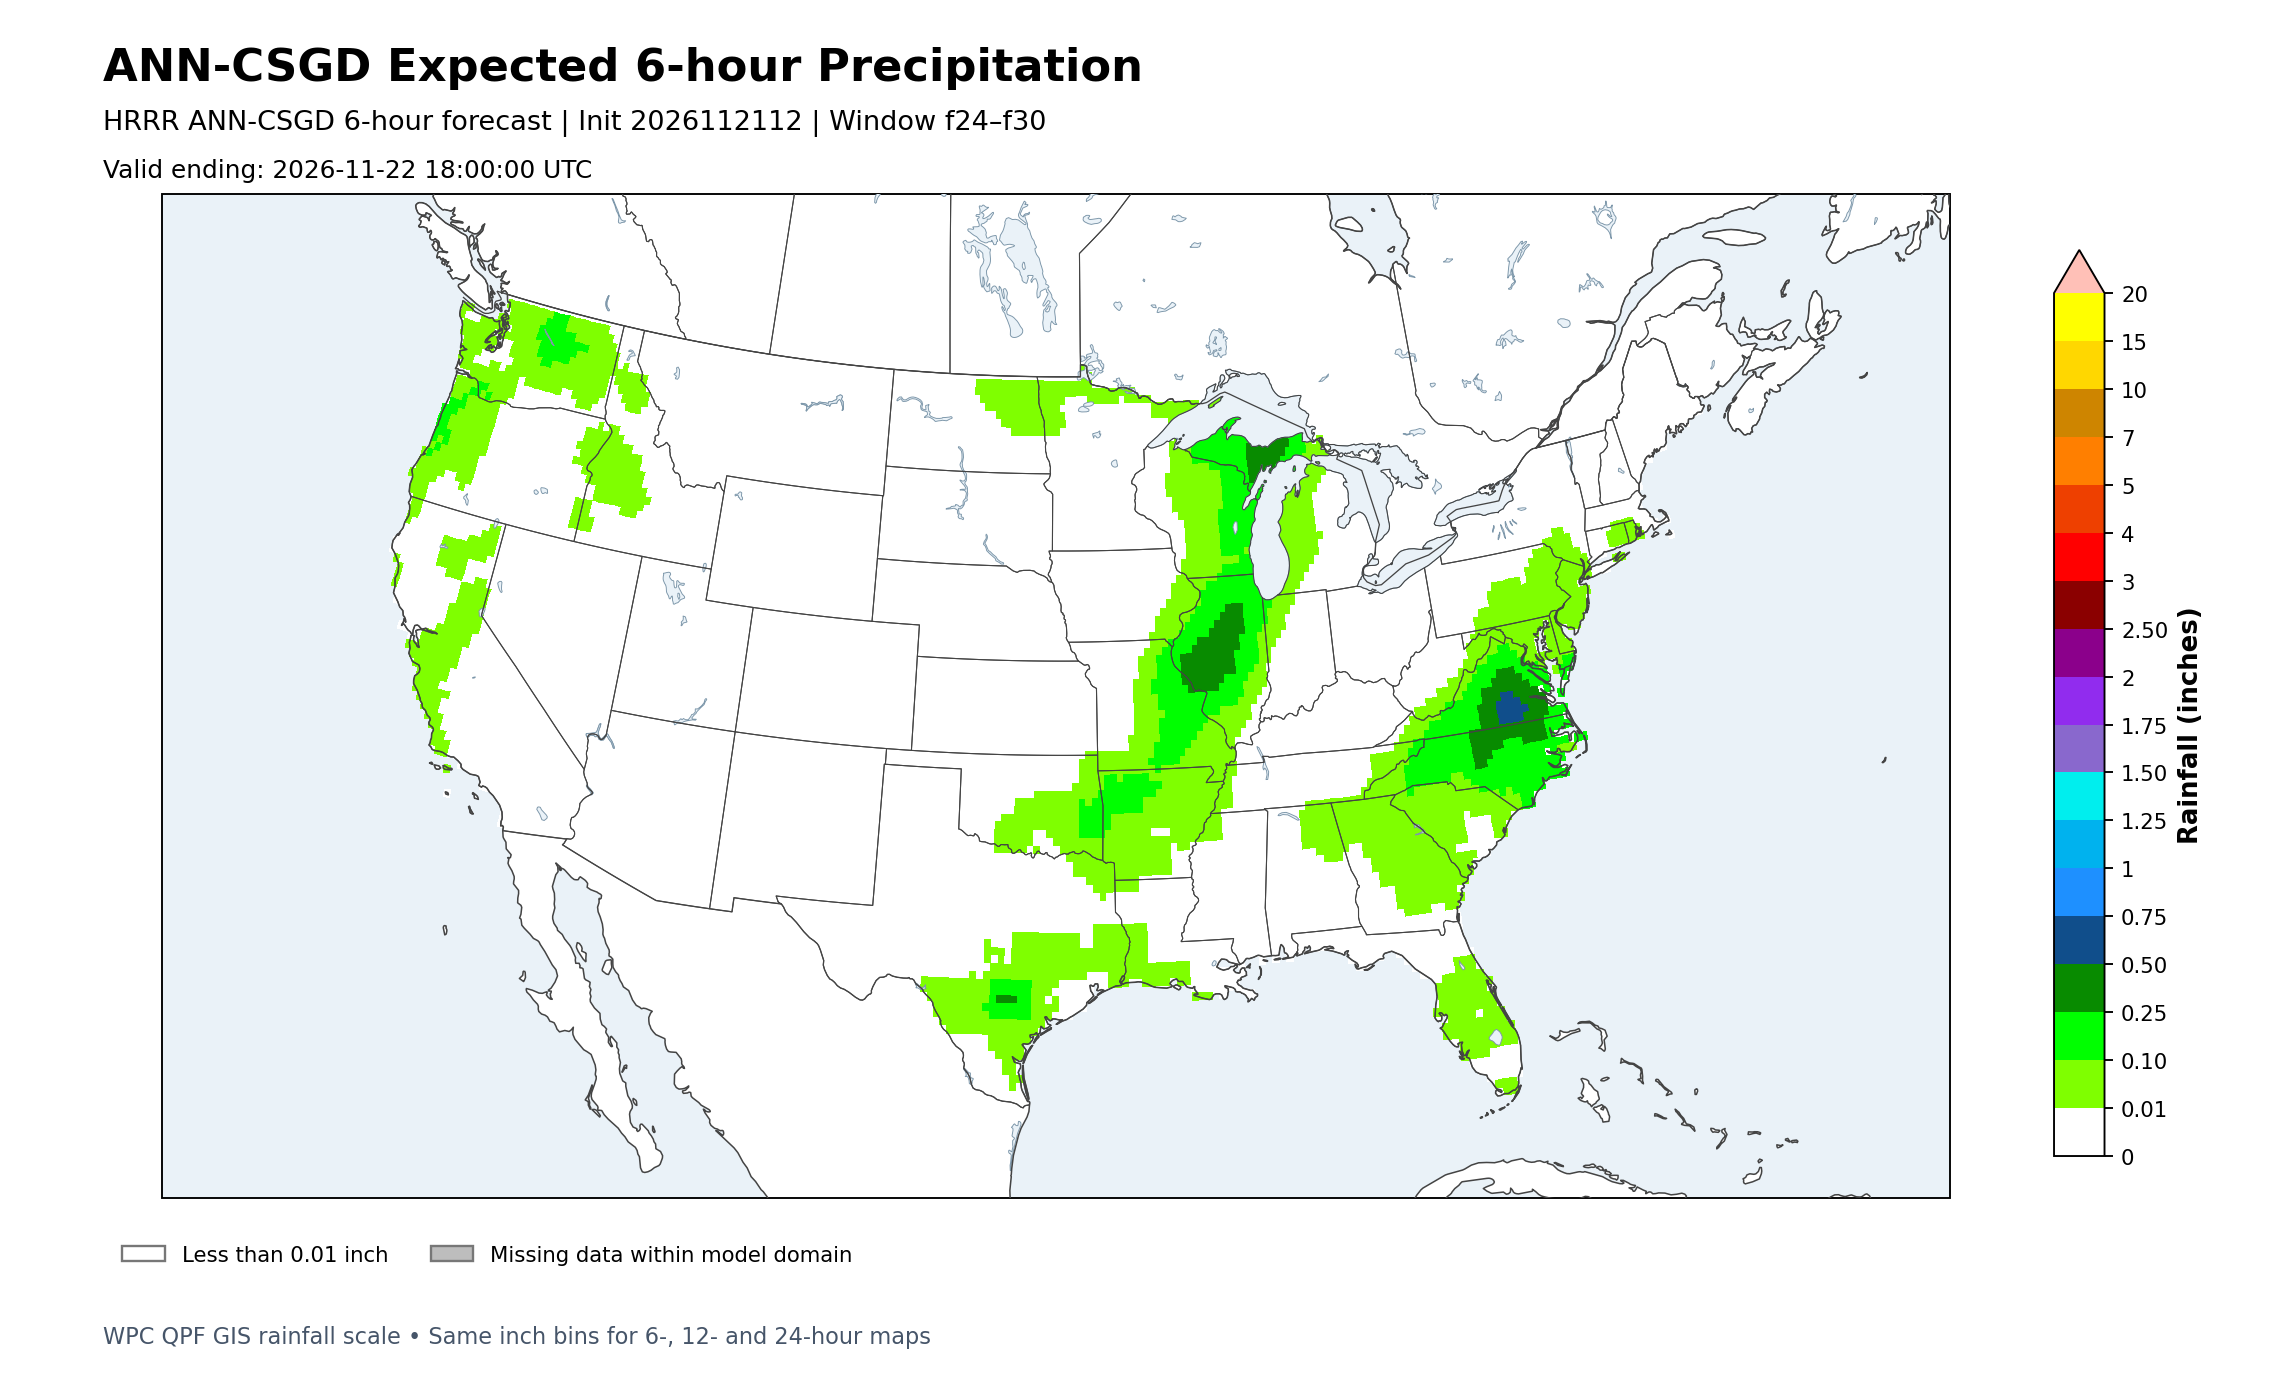 ANN-CSGD Expected 6-hour Precipitation
HRRR ANN-CSGD 6-hour forecast | Init 2026112112 | Window f24–f30
Valid ending: 2026-11-22 18:00:00 UTC
20
15
10
7
5
4
3
2.50
2
1.75
1.50
1.25
1
0.75
0.50
0.25
0.10
0.01
0
Rainfall (inches)
Less than 0.01 inch
Missing data within model domain
WPC QPF GIS rainfall scale • Same inch bins for 6-, 12- and 24-hour maps